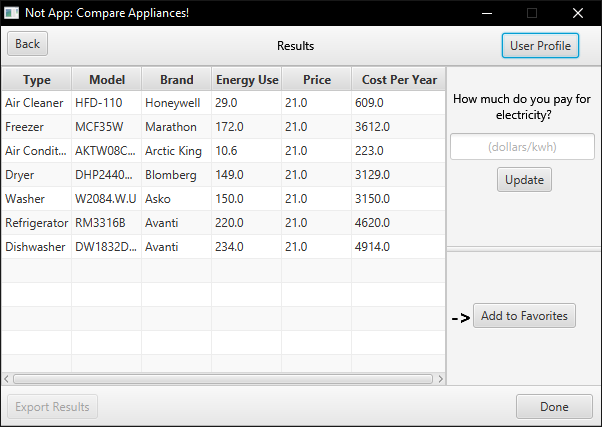 Not App: Compare Appliances!
Back
Results
User Profile
Type Model Brand Energy Use Price Cost Per Year
Air Cleaner HFD-110 Honeywell 29.0 21.0 609.0
Freezer MCF35W Marathon 172.0 21.0 3612.0
Air Condit... AKTW08C... Arctic King 10.6 21.0 223.0
Dryer DHP2440... Blomberg 149.0 21.0 3129.0
Washer W2084.W.U Asko 150.0 21.0 3150.0
Refrigerator RM3316B Avanti 220.0 21.0 4620.0
Dishwasher DW1832D... Avanti 234.0 21.0 4914.0
How much do you pay for
electricity?
(dollars/kwh)
Update
-> Add to Favorites
Export Results
Done